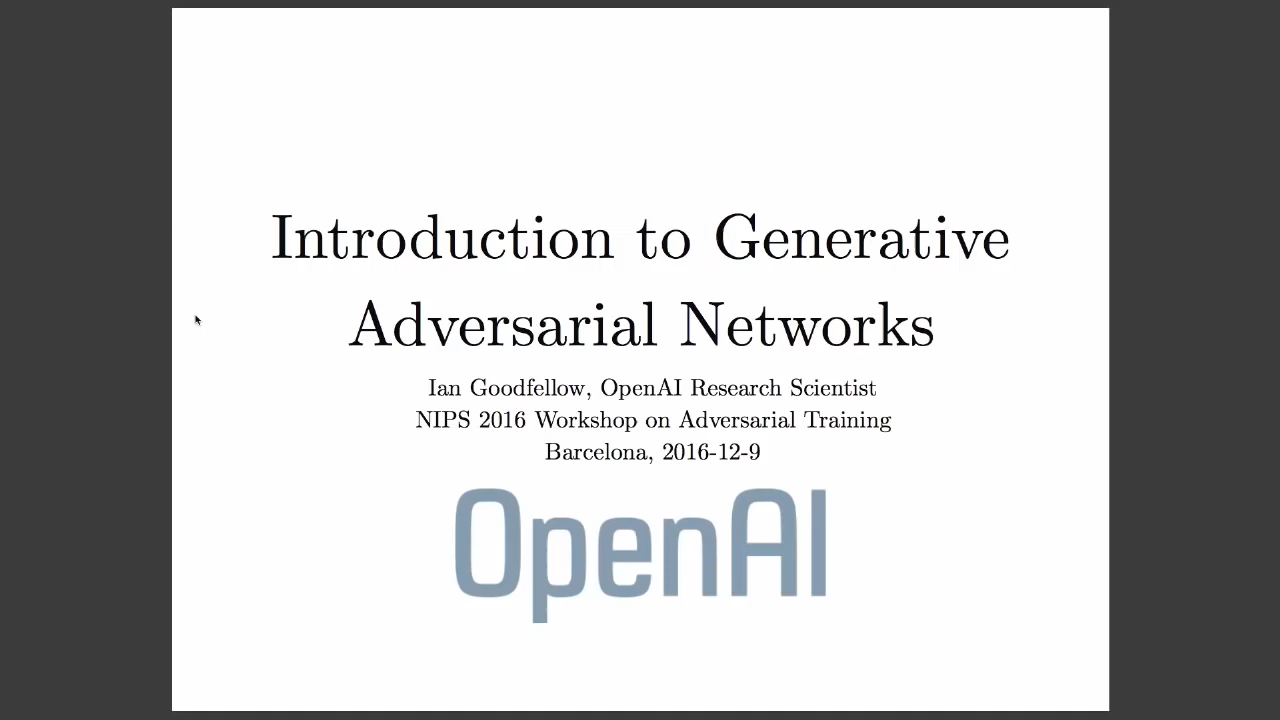 Introduction to Generative
Adversarial Networks
Ian Goodfellow, OpenAI Research Scientist
NIPS 2016 Workshop on Adversarial Training
Barcelona, 2016-12-9
OpenAI